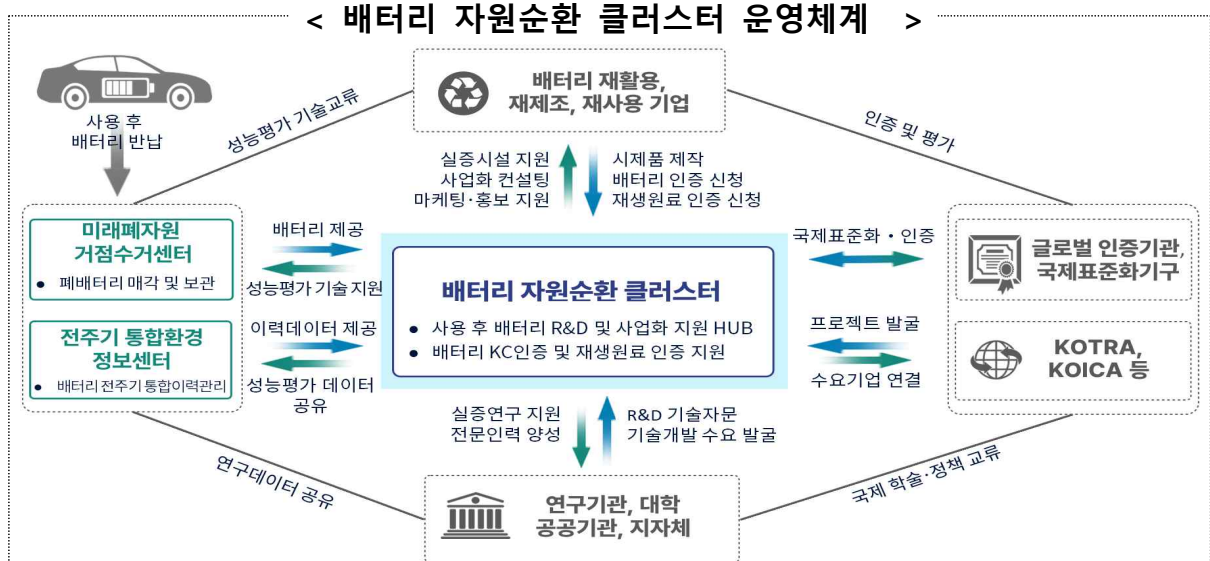 < 배터리 자원순환 클러스터 운영체계 >
사용 후
배터리 반납
성능평가 기술교류
배터리 재활용,
재제조, 재사용 기업
인증 및 평가
실증시설 지원
사업화 컨설팅
마케팅·홍보 지원
시제품 제작
배터리 인증 신청
재생원료 인증 신청
미래폐자원
거점수거센터
• 폐배터리 매각 및 보관
배터리 제공
성능평가 기술 지원
전주기 통합환경
정보센터
• 배터리 전주기 통합이력관리
이력데이터 제공
성능평가 데이터
공유
배터리 자원순환 클러스터
• 사용 후 배터리 R&D 및 사업화 지원 HUB
• 배터리 KC인증 및 재생원료 인증 지원
국제표준화·인증
글로벌 인증기관,
국제표준화기구
프로젝트 발굴
수요기업 연결
KOTRA,
KOICA 등
실증연구 지원
전문인력 양성
R&D 기술자문
기술개발 수요 발굴
연구데이터 공유
연구기관, 대학
공공기관, 지자체
국제 학술·정책 교류